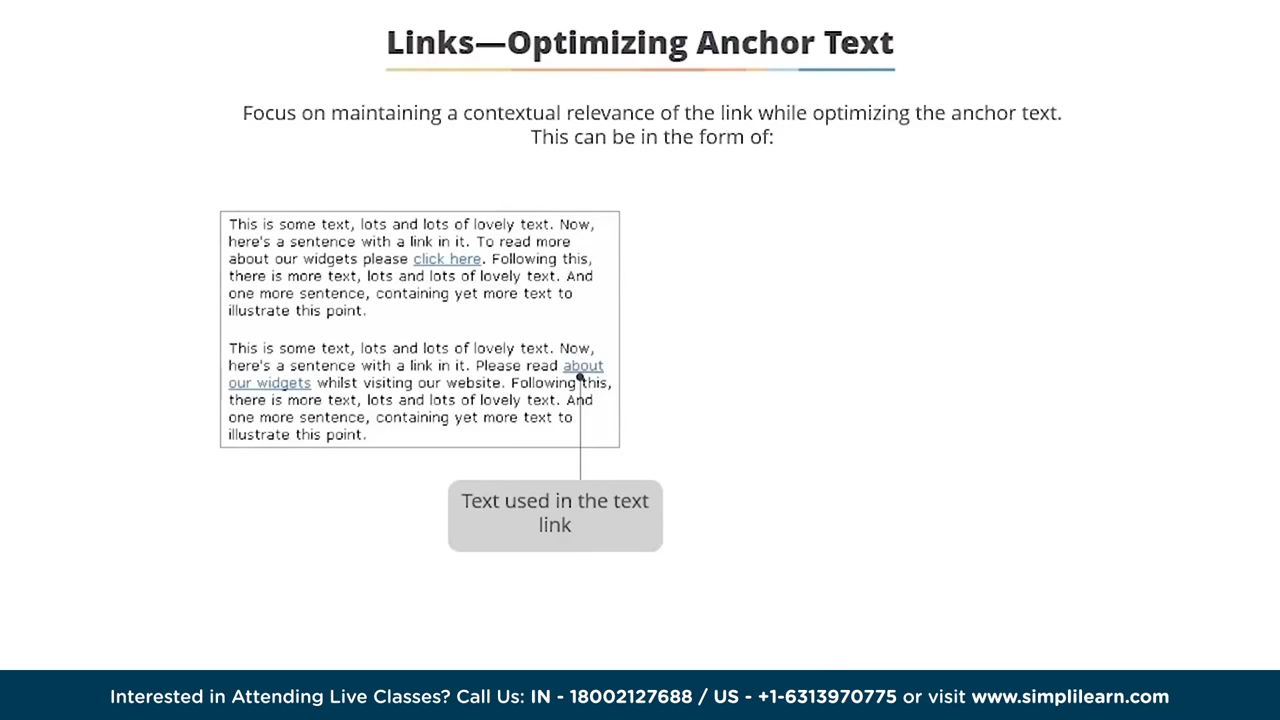 Links—Optimizing Anchor Text
Focus on maintaining a contextual relevance of the link while optimizing the anchor text.
This can be in the form of:
This is some text, lots and lots of lovely text. Now,
here's a sentence with a link in it. To read more
about our widgets please click here. Following this,
there is more text, lots and lots of lovely text. And
one more sentence, containing yet more text to
illustrate this point.
This is some text, lots and lots of lovely text. Now,
here's a sentence with a link in it. Please read about
our widgets whilst visiting our website. Following this,
there is more text, lots and lots of lovely text. And
one more sentence, containing yet more text to
illustrate this point.
Text used in the text
link
Interested in Attending Live Classes? Call Us: IN - 18002127688 / US - +1-6313970775 or visit www.simplilearn.com